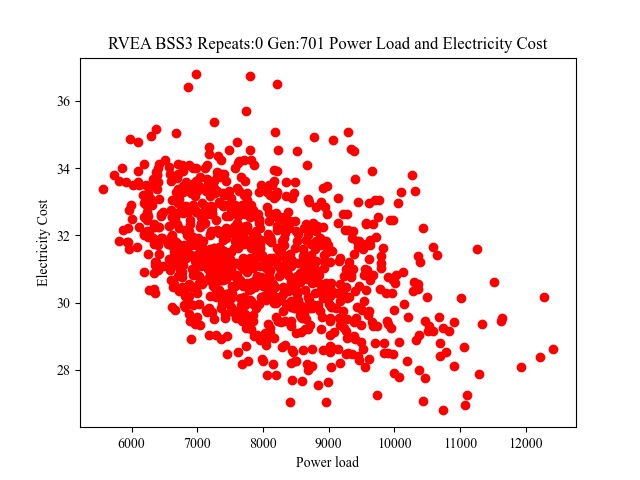 RVEA BSS3 Repeats:0 Gen:701 Power Load and Electricity Cost
36
34
32
30
28
Electricity Cost
6000 7000 8000 9000 10000 11000 12000
Power load